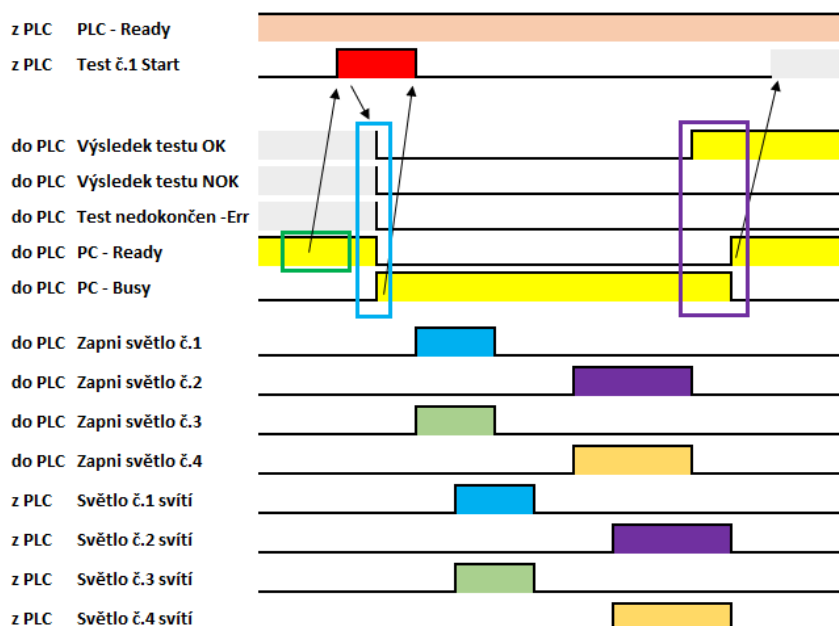 z PLC PLC - Ready
z PLC Test č.1 Start
do PLC Výsledek testu OK
do PLC Výsledek testu NOK
do PLC Test nedokončen -Err
do PLC PC - Ready
do PLC PC - Busy
do PLC Zapni světlo č.1
do PLC Zapni světlo č.2
do PLC Zapni světlo č.3
do PLC Zapni světlo č.4
z PLC Světlo č.1 svítí
z PLC Světlo č.2 svítí
z PLC Světlo č.3 svítí
z PLC Světlo č.4 svítí